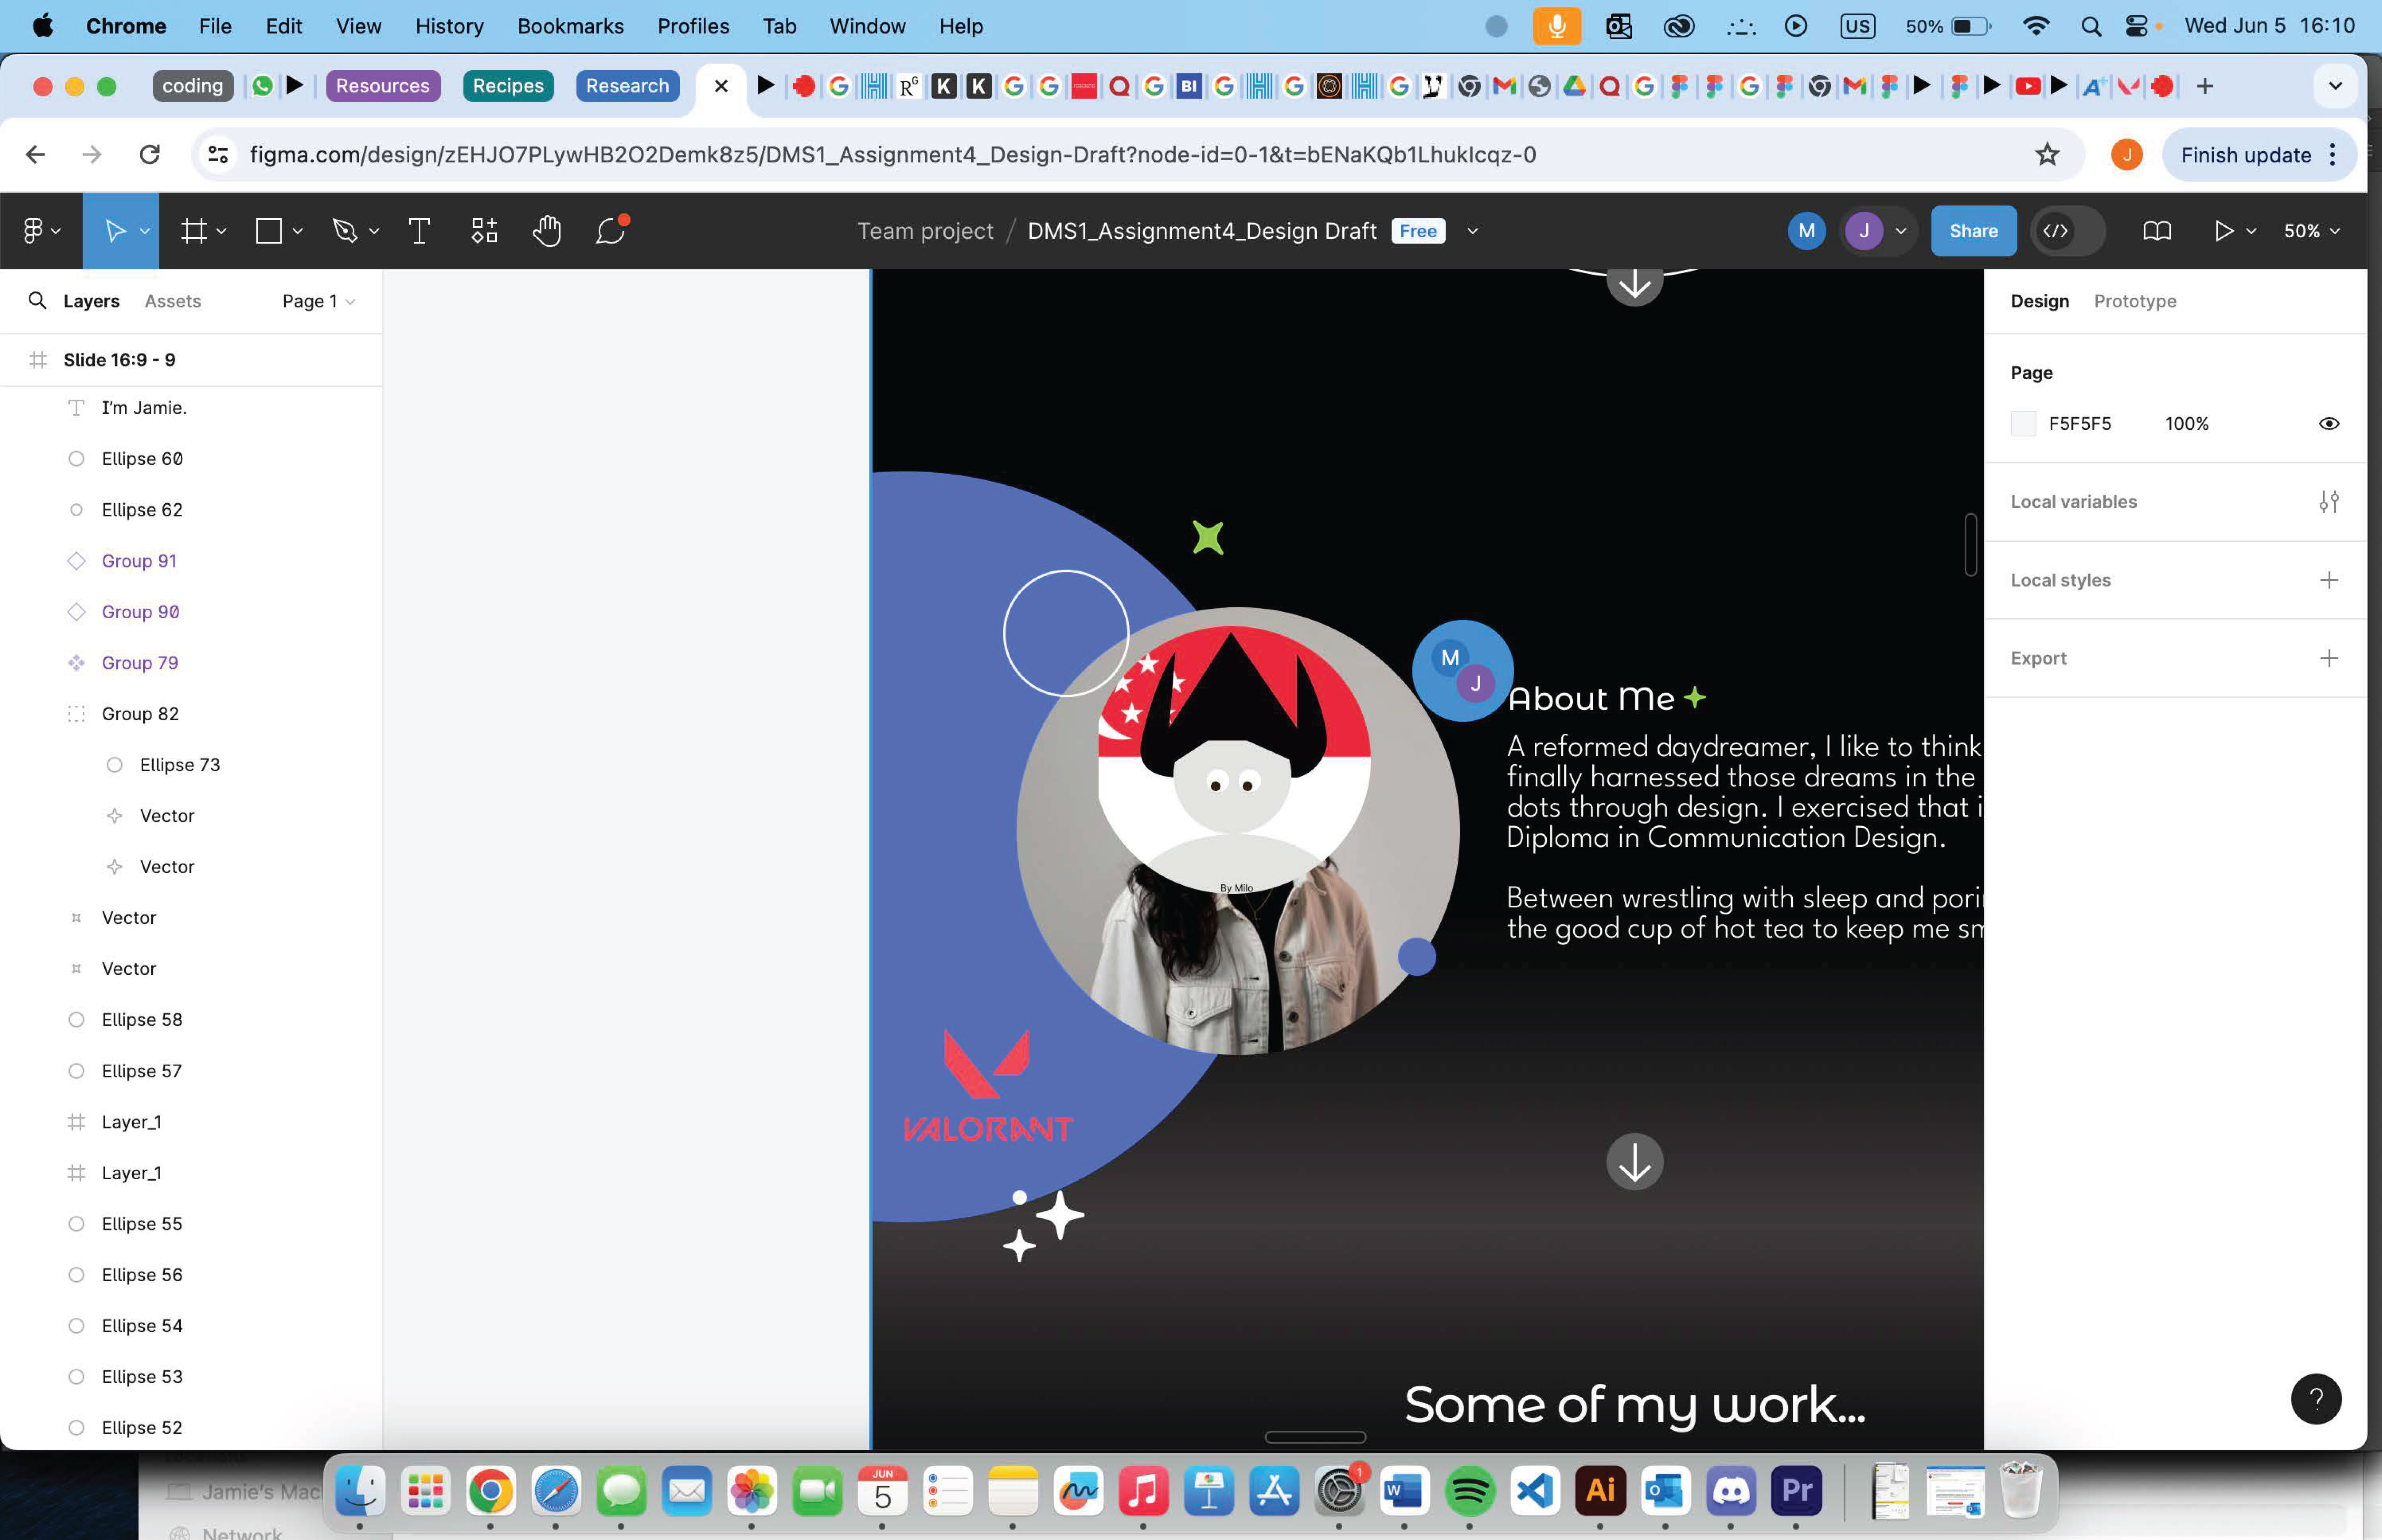 Chrome File Edit View History Bookmarks Profiles Tab Window Help US 50% Wed Jun 5 16:10
coding Resources Recipes Research
figma.com/design/zEHJO7PLywHB2O2Demk8z5/DMS1_Assignment4_Design-Draft?node-id=0-1&t=bENaKQb1LhukIcqz-0 J Finish update
Team project / DMS1_Assignment4_Design Draft Free M J Share 50%
Layers Assets Page 1
Slide 16:9 - 9
I'm Jamie.
Ellipse 60
Ellipse 62
Group 91
Group 90
Group 79
Group 82
Ellipse 73
Vector
Vector
Vector
Vector
Ellipse 58
Ellipse 57
Layer_1
Layer_1
Ellipse 55
Ellipse 56
Ellipse 54
Ellipse 53
Ellipse 52
M
J
About Me
A reformed daydreamer, I like to think
finally harnessed those dreams in the
dots through design. I exercised that i
Diploma in Communication Design.
Between wrestling with sleep and pori
the good cup of hot tea to keep me sm
By Milo
VALORANT
Some of my work...
Design Prototype
Page
F5F5F5 100%
Local variables
Local styles
Export
?
JUN
5
1
W
Ai
Pr
Jamie's Mac
Network